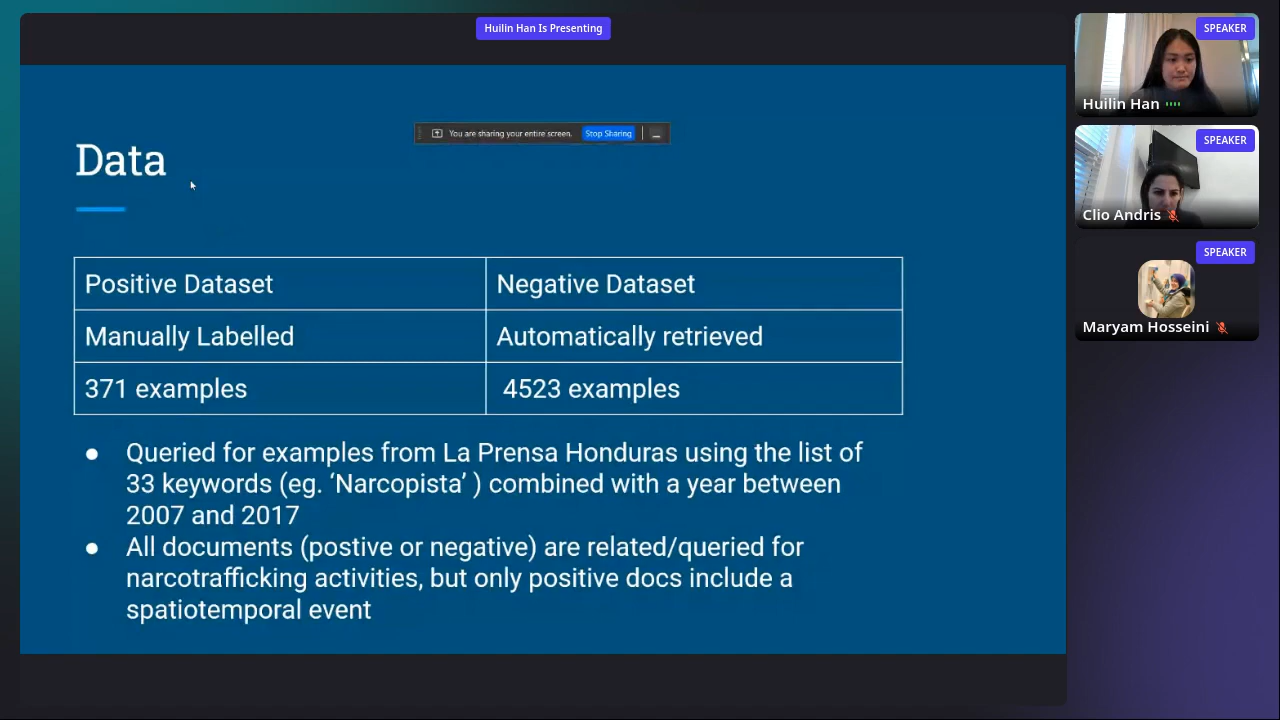 Huilin Han Is Presenting
You are sharing your entire screen.
Stop Sharing
Data
Positive Dataset
Negative Dataset
Manually Labelled
Automatically retrieved
371 examples
4523 examples
● Queried for examples from La Prensa Honduras using the list of
33 keywords (eg. ‘Narcopista’ ) combined with a year between
2007 and 2017
● All documents (postive or negative) are related/queried for
narcotrafficking activities, but only positive docs include a
spatiotemporal event
SPEAKER
Huilin Han
SPEAKER
Clio Andris
SPEAKER
Maryam Hosseini